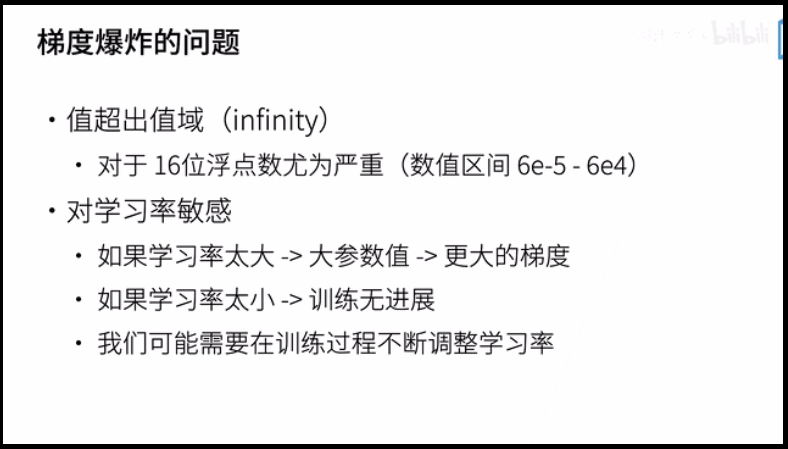 梯度爆炸的问题
bilibili
• 值超出值域（infinity）
• 对于 16位浮点数尤为严重（数值区间 6e-5 - 6e4）
• 对学习率敏感
• 如果学习率太大 -> 大参数值 -> 更大的梯度
• 如果学习率太小 -> 训练无进展
• 我们可能需要在训练过程不断调整学习率